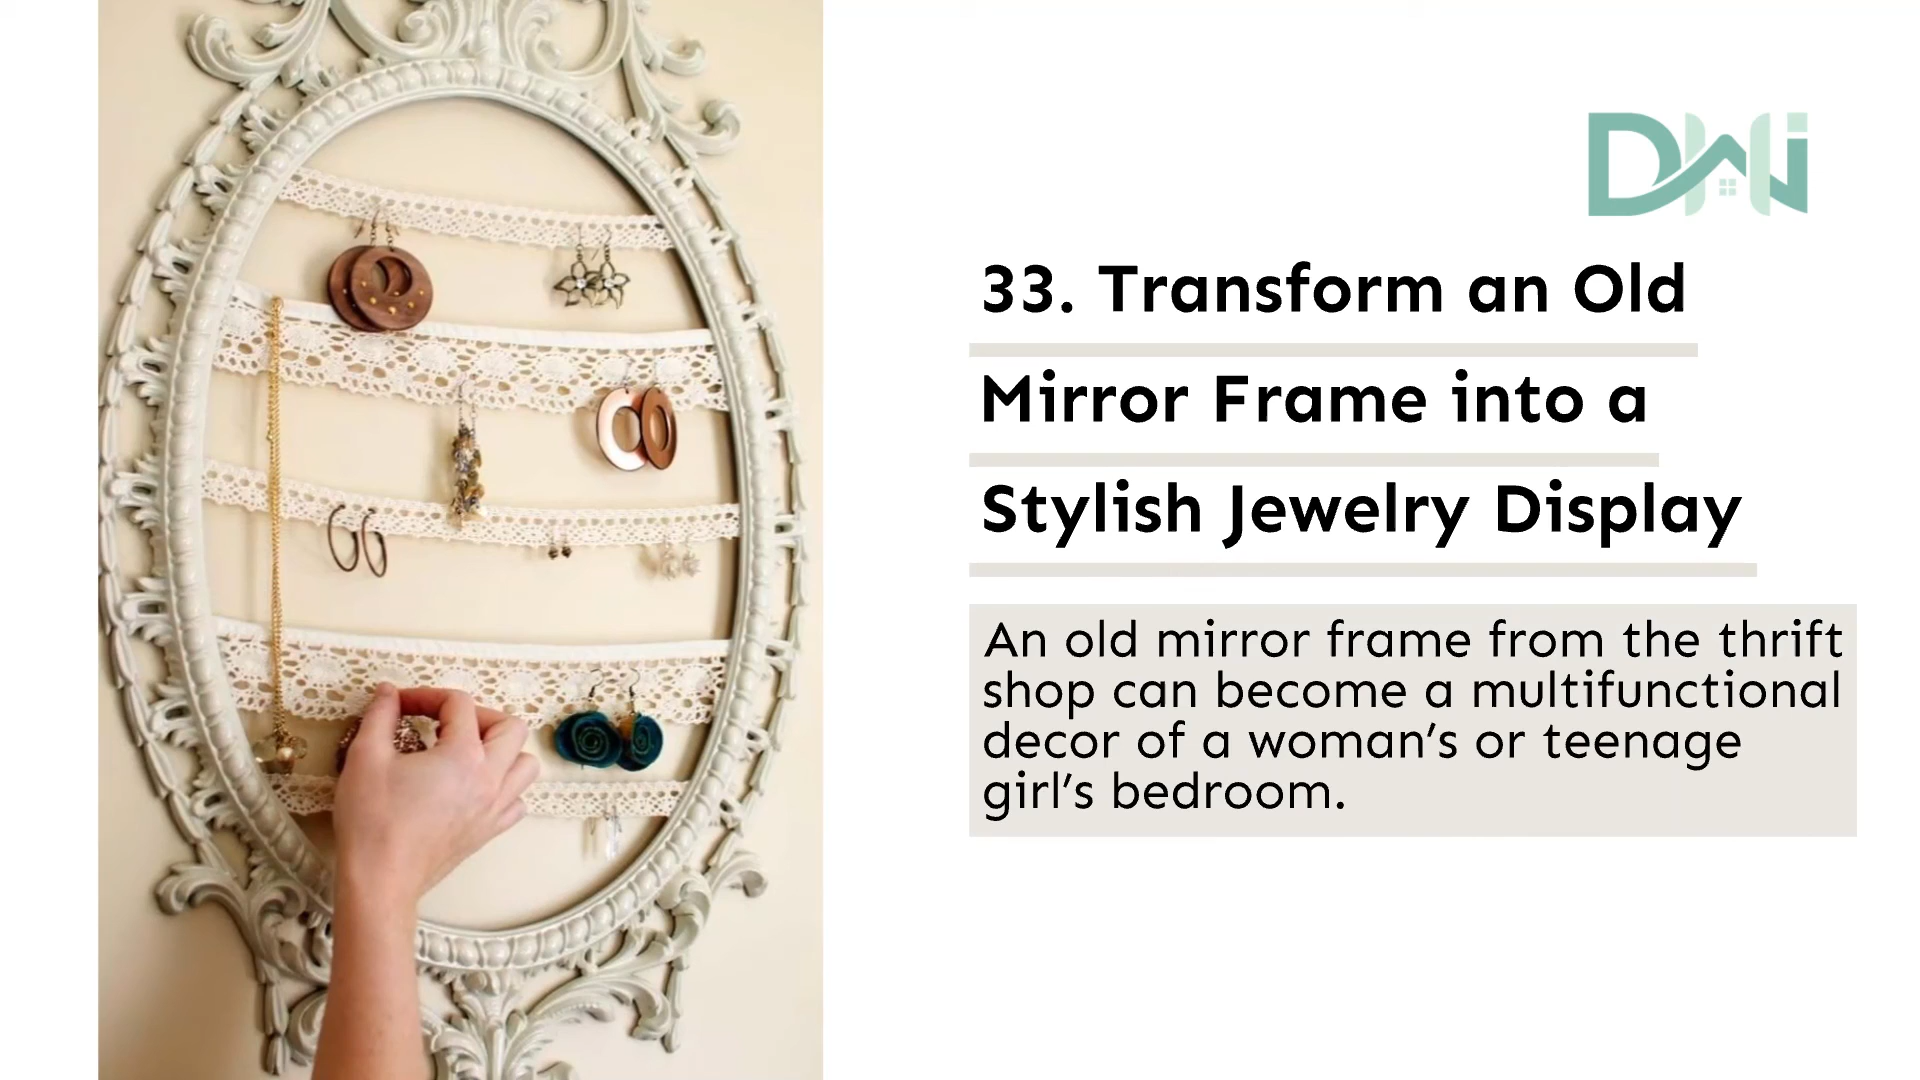 DHI
33. Transform an Old
Mirror Frame into a
Stylish Jewelry Display
An old mirror frame from the thrift
shop can become a multifunctional
decor of a woman’s or teenage
girl’s bedroom.